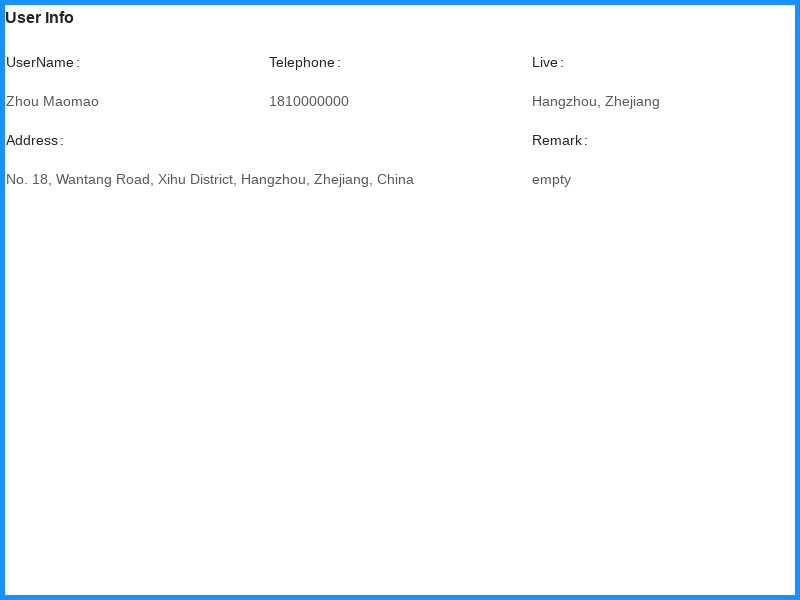 User Info
UserName : Telephone : Live :
Zhou Maomao 1810000000 Hangzhou, Zhejiang
Address : Remark :
No. 18, Wantang Road, Xihu District, Hangzhou, Zhejiang, China empty